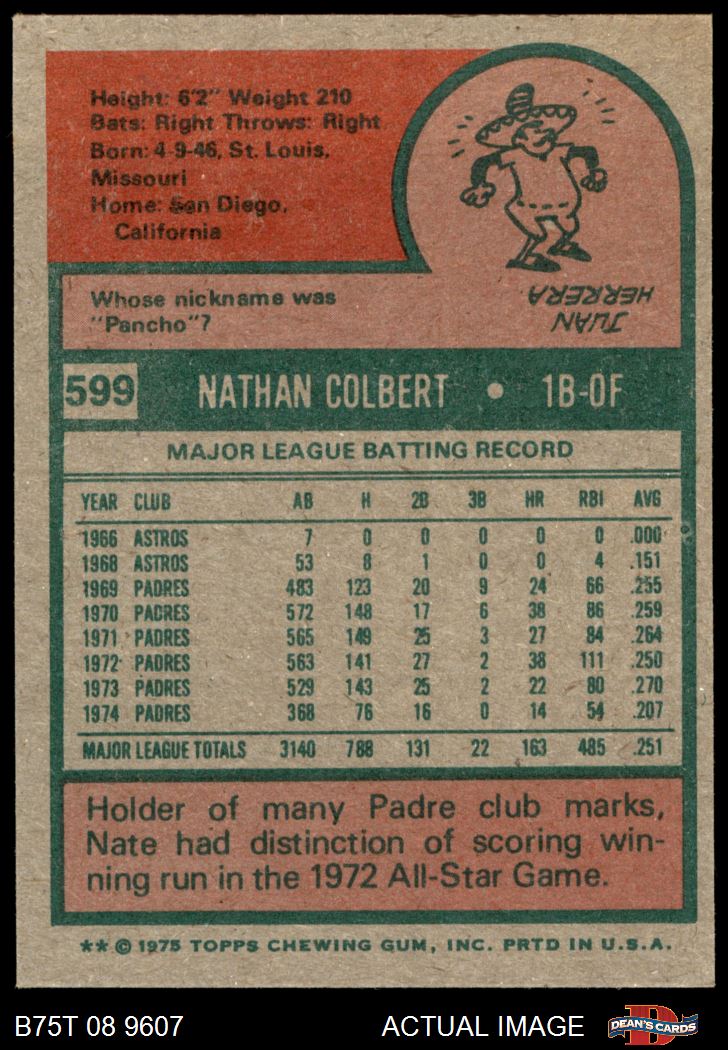 Height: 6'2" Weight 210
Bats: Right Throws: Right
Born: 4-9-46, St. Louis,
Missouri
Home: San Diego,
California
Whose nickname was
"Pancho"?
JUAN
HERRERA
599 NATHAN COLBERT • 1B-OF
MAJOR LEAGUE BATTING RECORD
YEAR CLUB AB H 2B 3B HR RBI AVG
1966 ASTROS 7 0 0 0 0 0 .000
1968 ASTROS 53 8 1 0 0 4 .151
1969 PADRES 483 123 20 9 24 66 .255
1970 PADRES 572 148 17 6 38 86 .259
1971 PADRES 565 149 25 3 27 84 .264
1972 PADRES 563 141 27 2 38 111 .250
1973 PADRES 529 143 25 2 22 80 .270
1974 PADRES 368 76 16 0 14 54 .207
MAJOR LEAGUE TOTALS 3140 788 131 22 163 485 .251
Holder of many Padre club marks,
Nate had distinction of scoring win-
ning run in the 1972 All-Star Game.
** © 1975 TOPPS CHEWING GUM, INC. PRTD IN U.S.A.
B75T 08 9607 ACTUAL IMAGE D DEAN'S CARDS